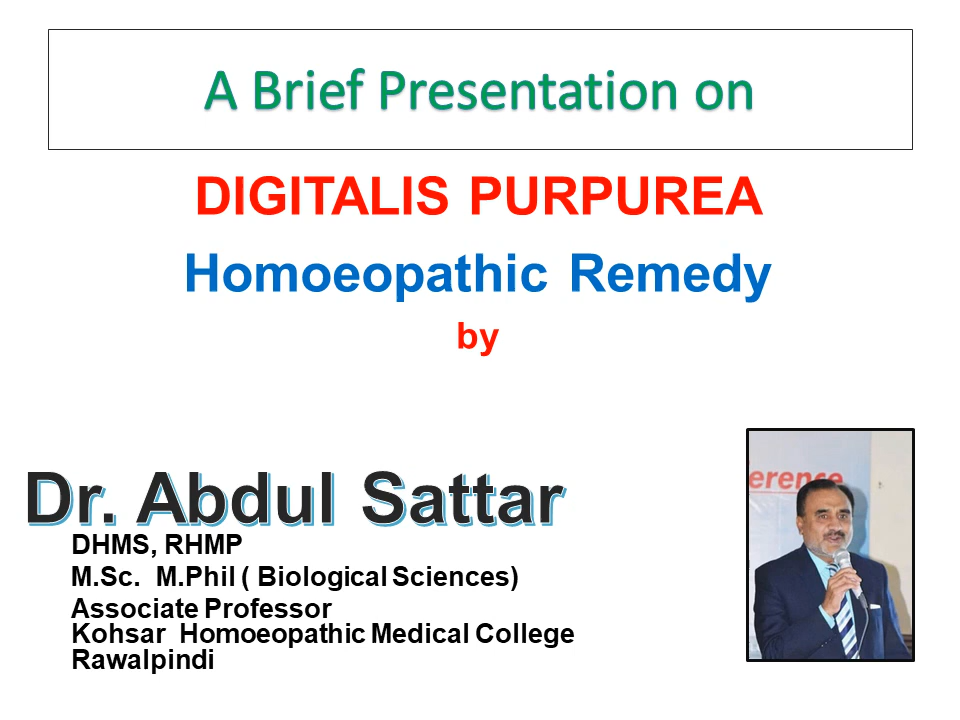 A Brief Presentation on
DIGITALIS PURPUREA
Homoeopathic Remedy
by
Dr. Abdul Sattar
DHMS, RHMP
M.Sc. M.Phil ( Biological Sciences)
Associate Professor
Kohsar Homoeopathic Medical College
Rawalpindi
erence